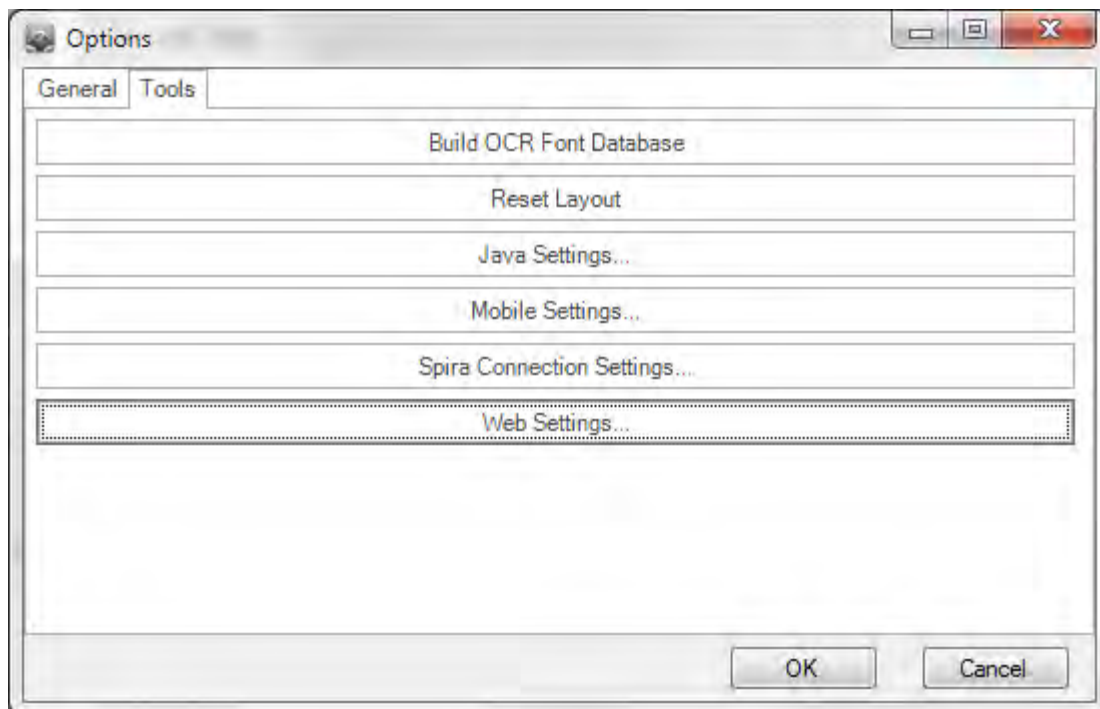 Options
General Tools
Build OCR Font Database
Reset Layout
Java Settings...
Mobile Settings...
Spira Connection Settings...
Web Settings...
OK Cancel